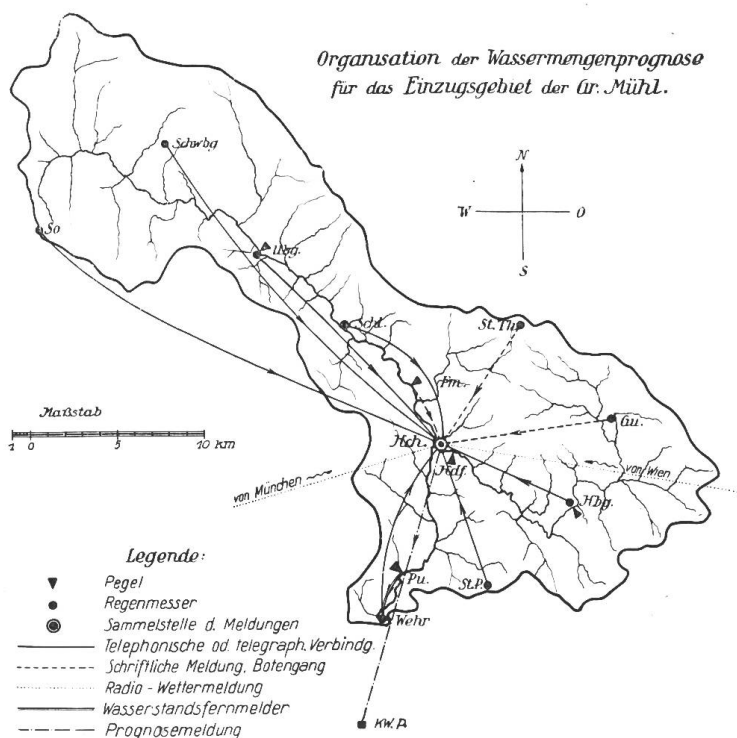 Organisation der Wassermengenprognose
für das Einzugsgebiet der Gr. Mühl.
N
W
O
S
Schwbg
So
Ubg.
Schl.
St. Th.
Fm.
Gu.
Hch.
Hdf.
von München
von Wien
Hbg.
Pu.
St. P.
Wehr
KW. P.
Maßstab
1 0 5 10 km
Legende:
Pegel
Regenmesser
Sammelstelle d. Meldungen
Telephonische od. telegraph. Verbindg.
Schriftliche Meldung, Botengang
Radio - Wettermeldung
Wasserstandsfernmelder
Prognosemeldung